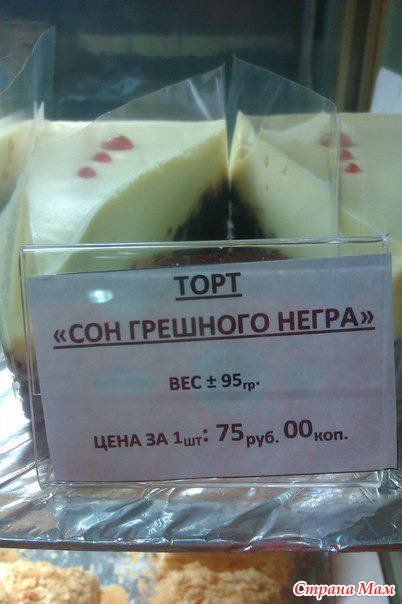 ТОРТ
«СОН ГРЕШНОГО НЕГРА»
ВЕС ± 95гр.
ЦЕНА ЗА 1шт: 75руб. 00коп.
Страна Мам